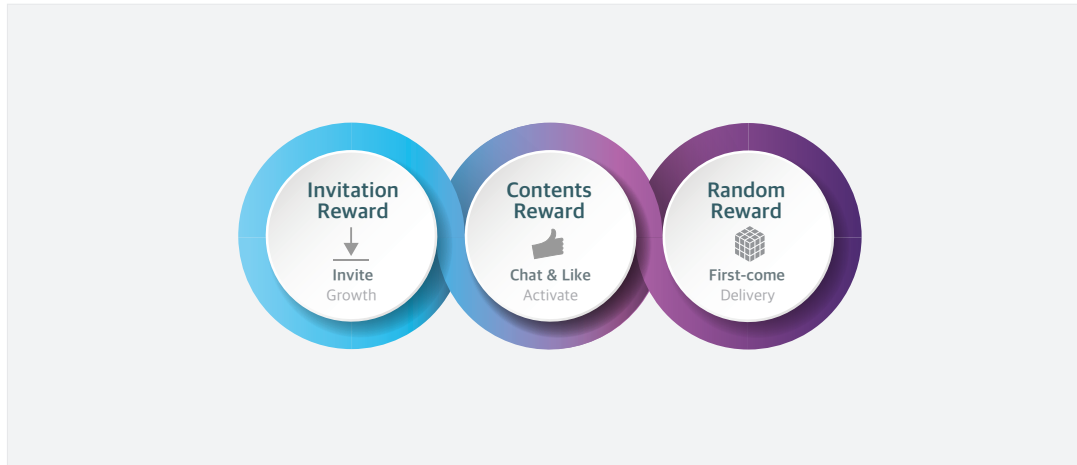 Invitation
Reward
Invite
Growth
Contents
Reward
Chat & Like
Activate
Random
Reward
First-come
Delivery